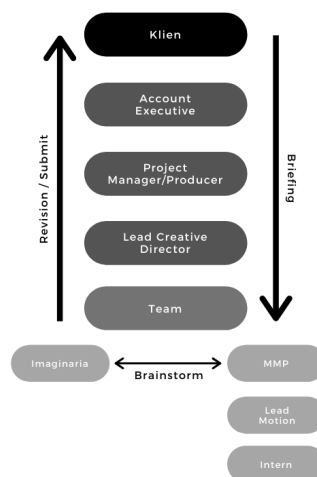 Klien
Account
Executive
Project
Manager/Producer
Lead Creative
Director
Team
Revision / Submit
Briefing
Imaginaria
Brainstorm
MMP
Lead
Motion
Intern